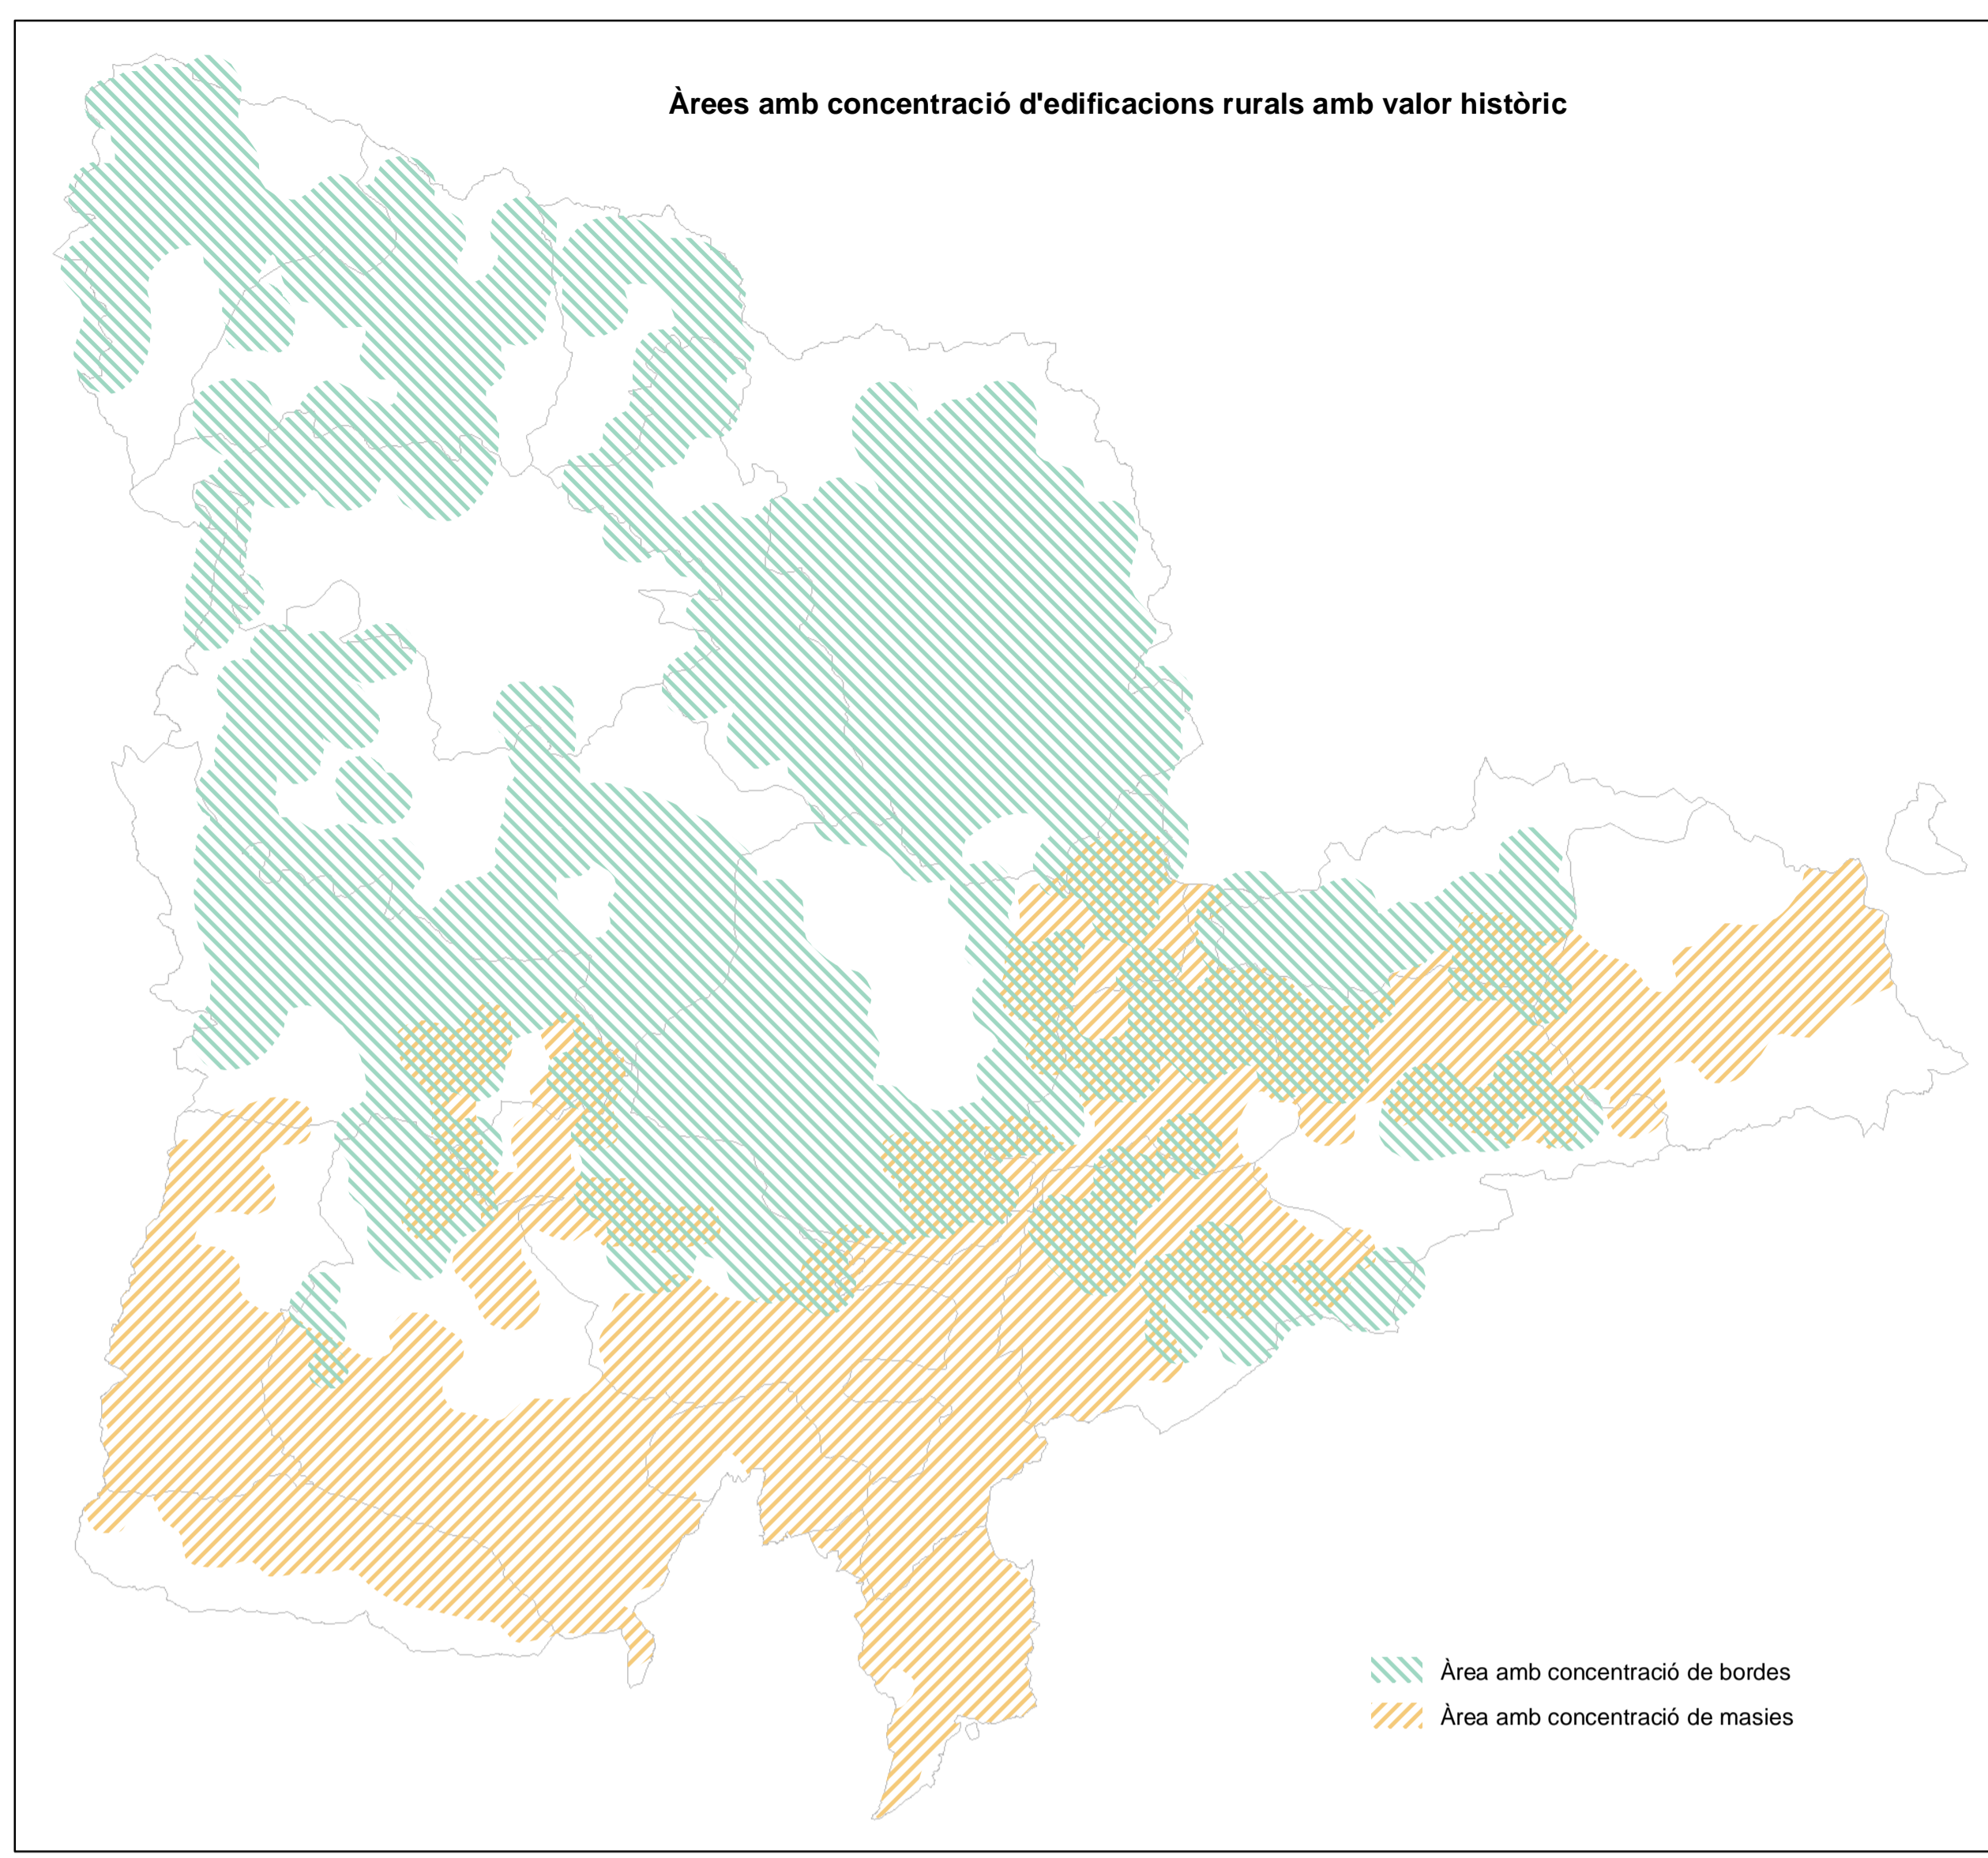 Àrees amb concentració d'edificacions rurals amb valor històric
Àrea amb concentració de bordes
Àrea amb concentració de masies